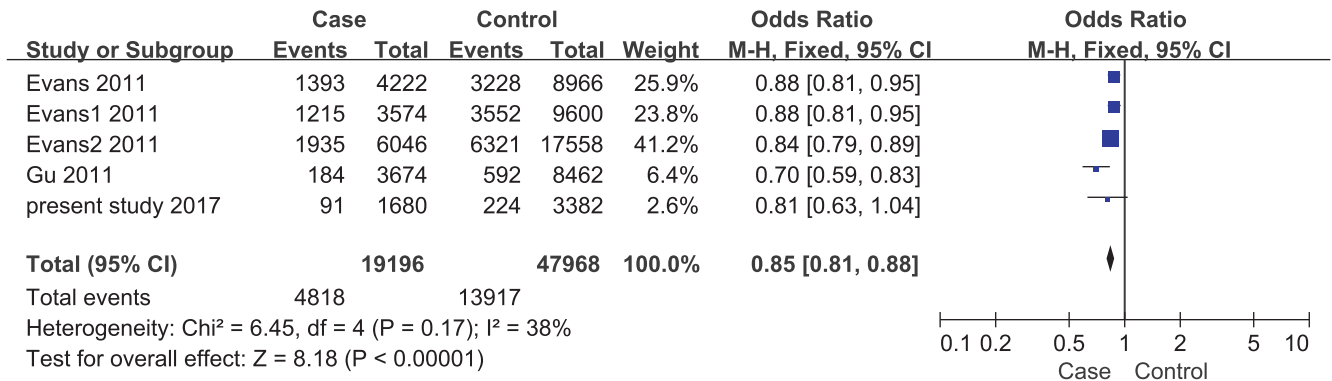 Case Control Odds Ratio Odds Ratio
Study or Subgroup Events Total Events Total Weight M-H, Fixed, 95% CI M-H, Fixed, 95% CI
Evans 2011 1393 4222 3228 8966 25.9% 0.88 [0.81, 0.95]
Evans1 2011 1215 3574 3552 9600 23.8% 0.88 [0.81, 0.95]
Evans2 2011 1935 6046 6321 17558 41.2% 0.84 [0.79, 0.89]
Gu 2011 184 3674 592 8462 6.4% 0.70 [0.59, 0.83]
present study 2017 91 1680 224 3382 2.6% 0.81 [0.63, 1.04]
Total (95% CI) 19196 47968 100.0% 0.85 [0.81, 0.88]
Total events 4818 13917
Heterogeneity: Chi² = 6.45, df = 4 (P = 0.17); I² = 38%
Test for overall effect: Z = 8.18 (P < 0.00001)
0.1 0.2 0.5 1 2 5 10
Case Control